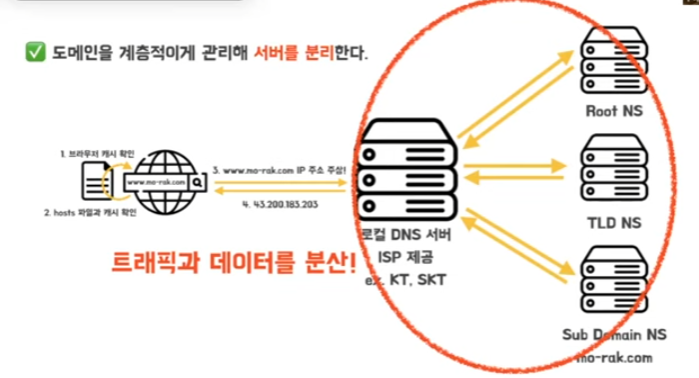 도메인을 계층적이게 관리해 서버를 분리한다.
1. 브라우저 캐시 확인
www.mo-rak.com
2. hosts 파일과 캐시 확인
3. www.mo-rak.com IP 주소 주삼!
4. 43.200.183.203
트래픽과 데이터를 분산!
로컬 DNS 서버
ISP 제공
ex. KT, SKT
Root NS
TLD NS
Sub Domain NS
mo-rak.com